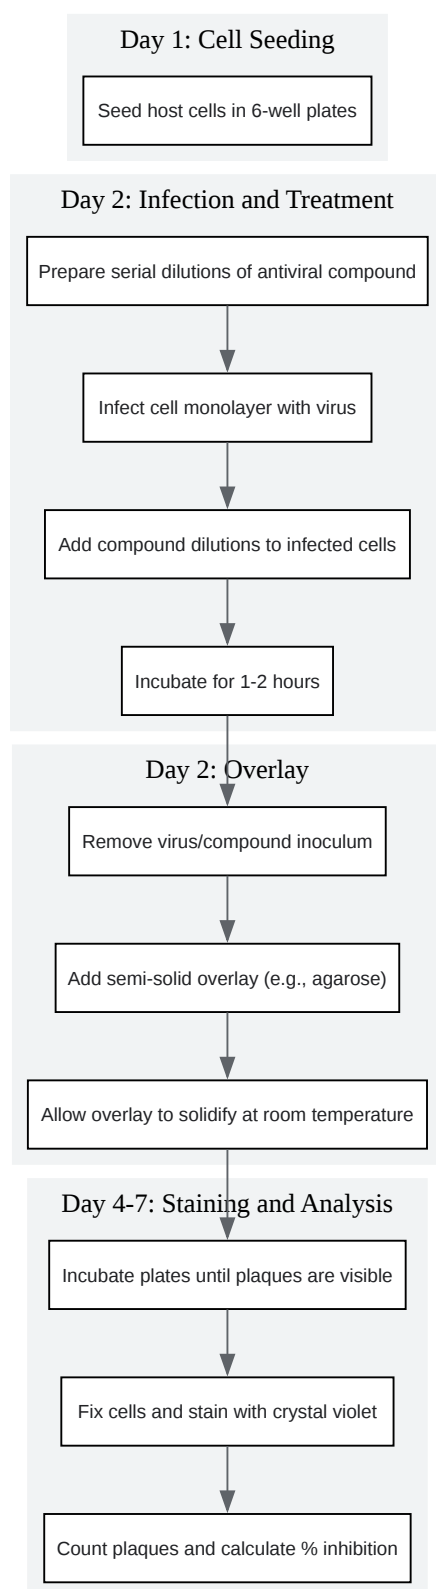 Day 1: Cell Seeding
Seed host cells in 6-well plates
Day 2: Infection and Treatment
Prepare serial dilutions of antiviral compound
Infect cell monolayer with virus
Add compound dilutions to infected cells
Incubate for 1-2 hours
Day 2: Overlay
Remove virus/compound inoculum
Add semi-solid overlay (e.g., agarose)
Allow overlay to solidify at room temperature
Day 4-7: Staining and Analysis
Incubate plates until plaques are visible
Fix cells and stain with crystal violet
Count plaques and calculate % inhibition